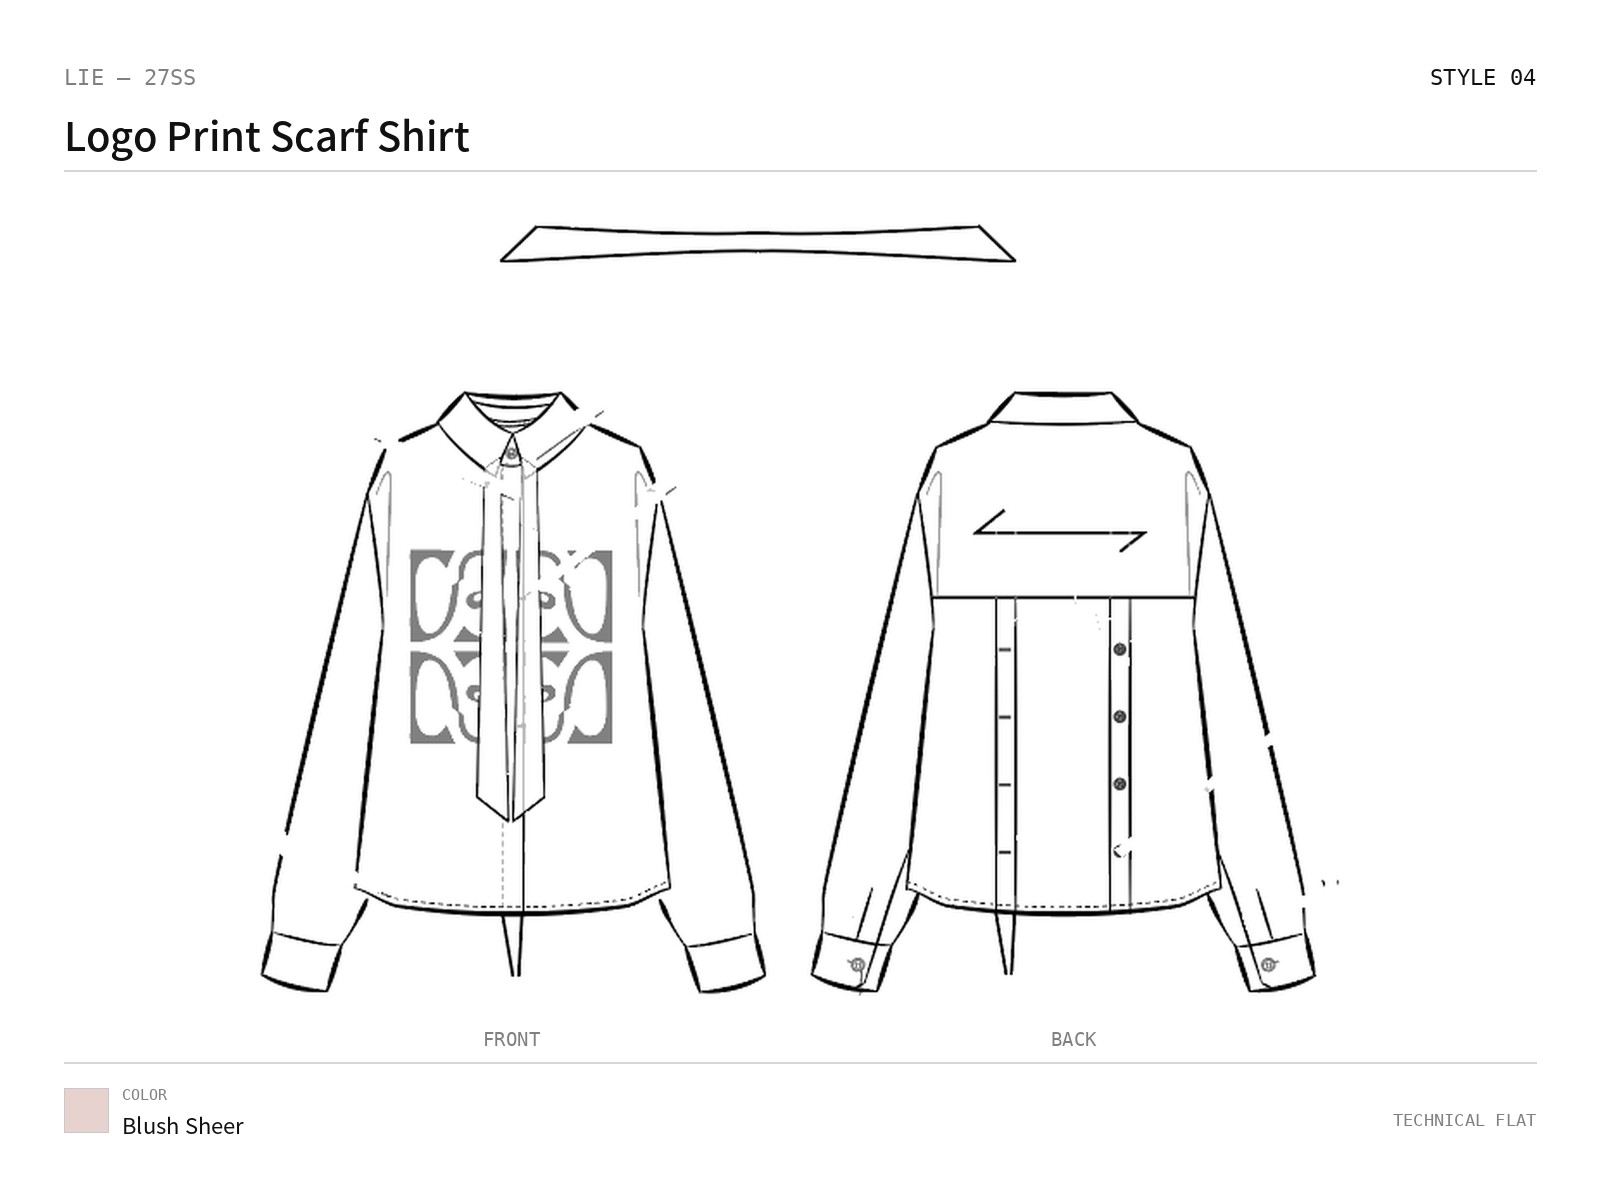 LIE — 27SS
STYLE 04
Logo Print Scarf Shirt
FRONT
BACK
COLOR
Blush Sheer
TECHNICAL FLAT